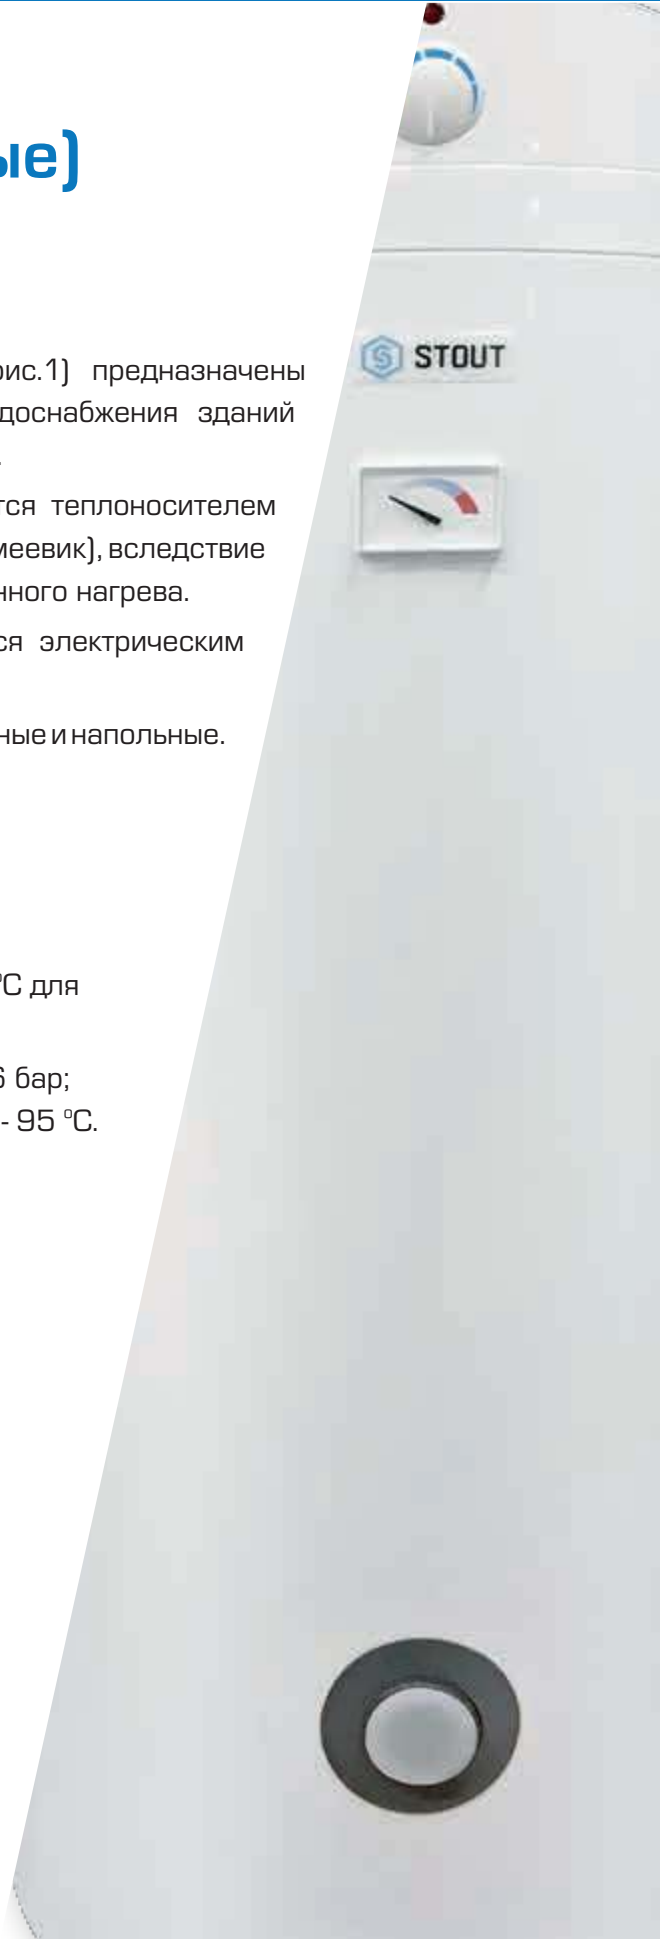 ые)
рис.1) предназначены
доснабжения зданий
.
тся теплоносителем
меевик), вследствие
нного нагрева.
ся электрическим
ные и напольные.
°C для
6 бар;
- 95 °C.
STOUT